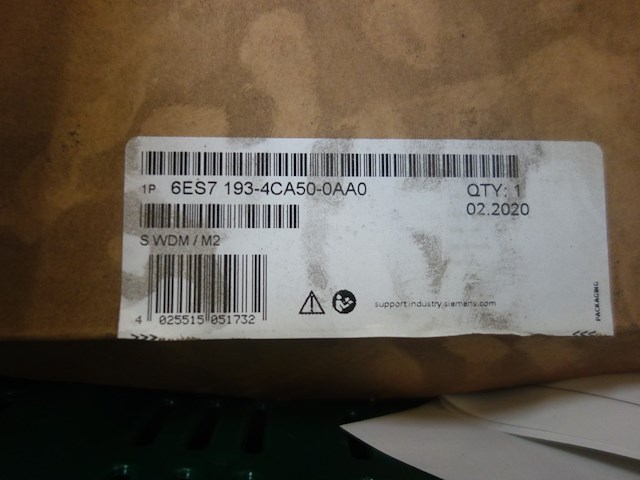 1P 6ES7 193-4CA50-0AA0
QTY: 1
02.2020
S WDM / M2
4 025515 051732
support.industry.siemens.com
PACKAGING